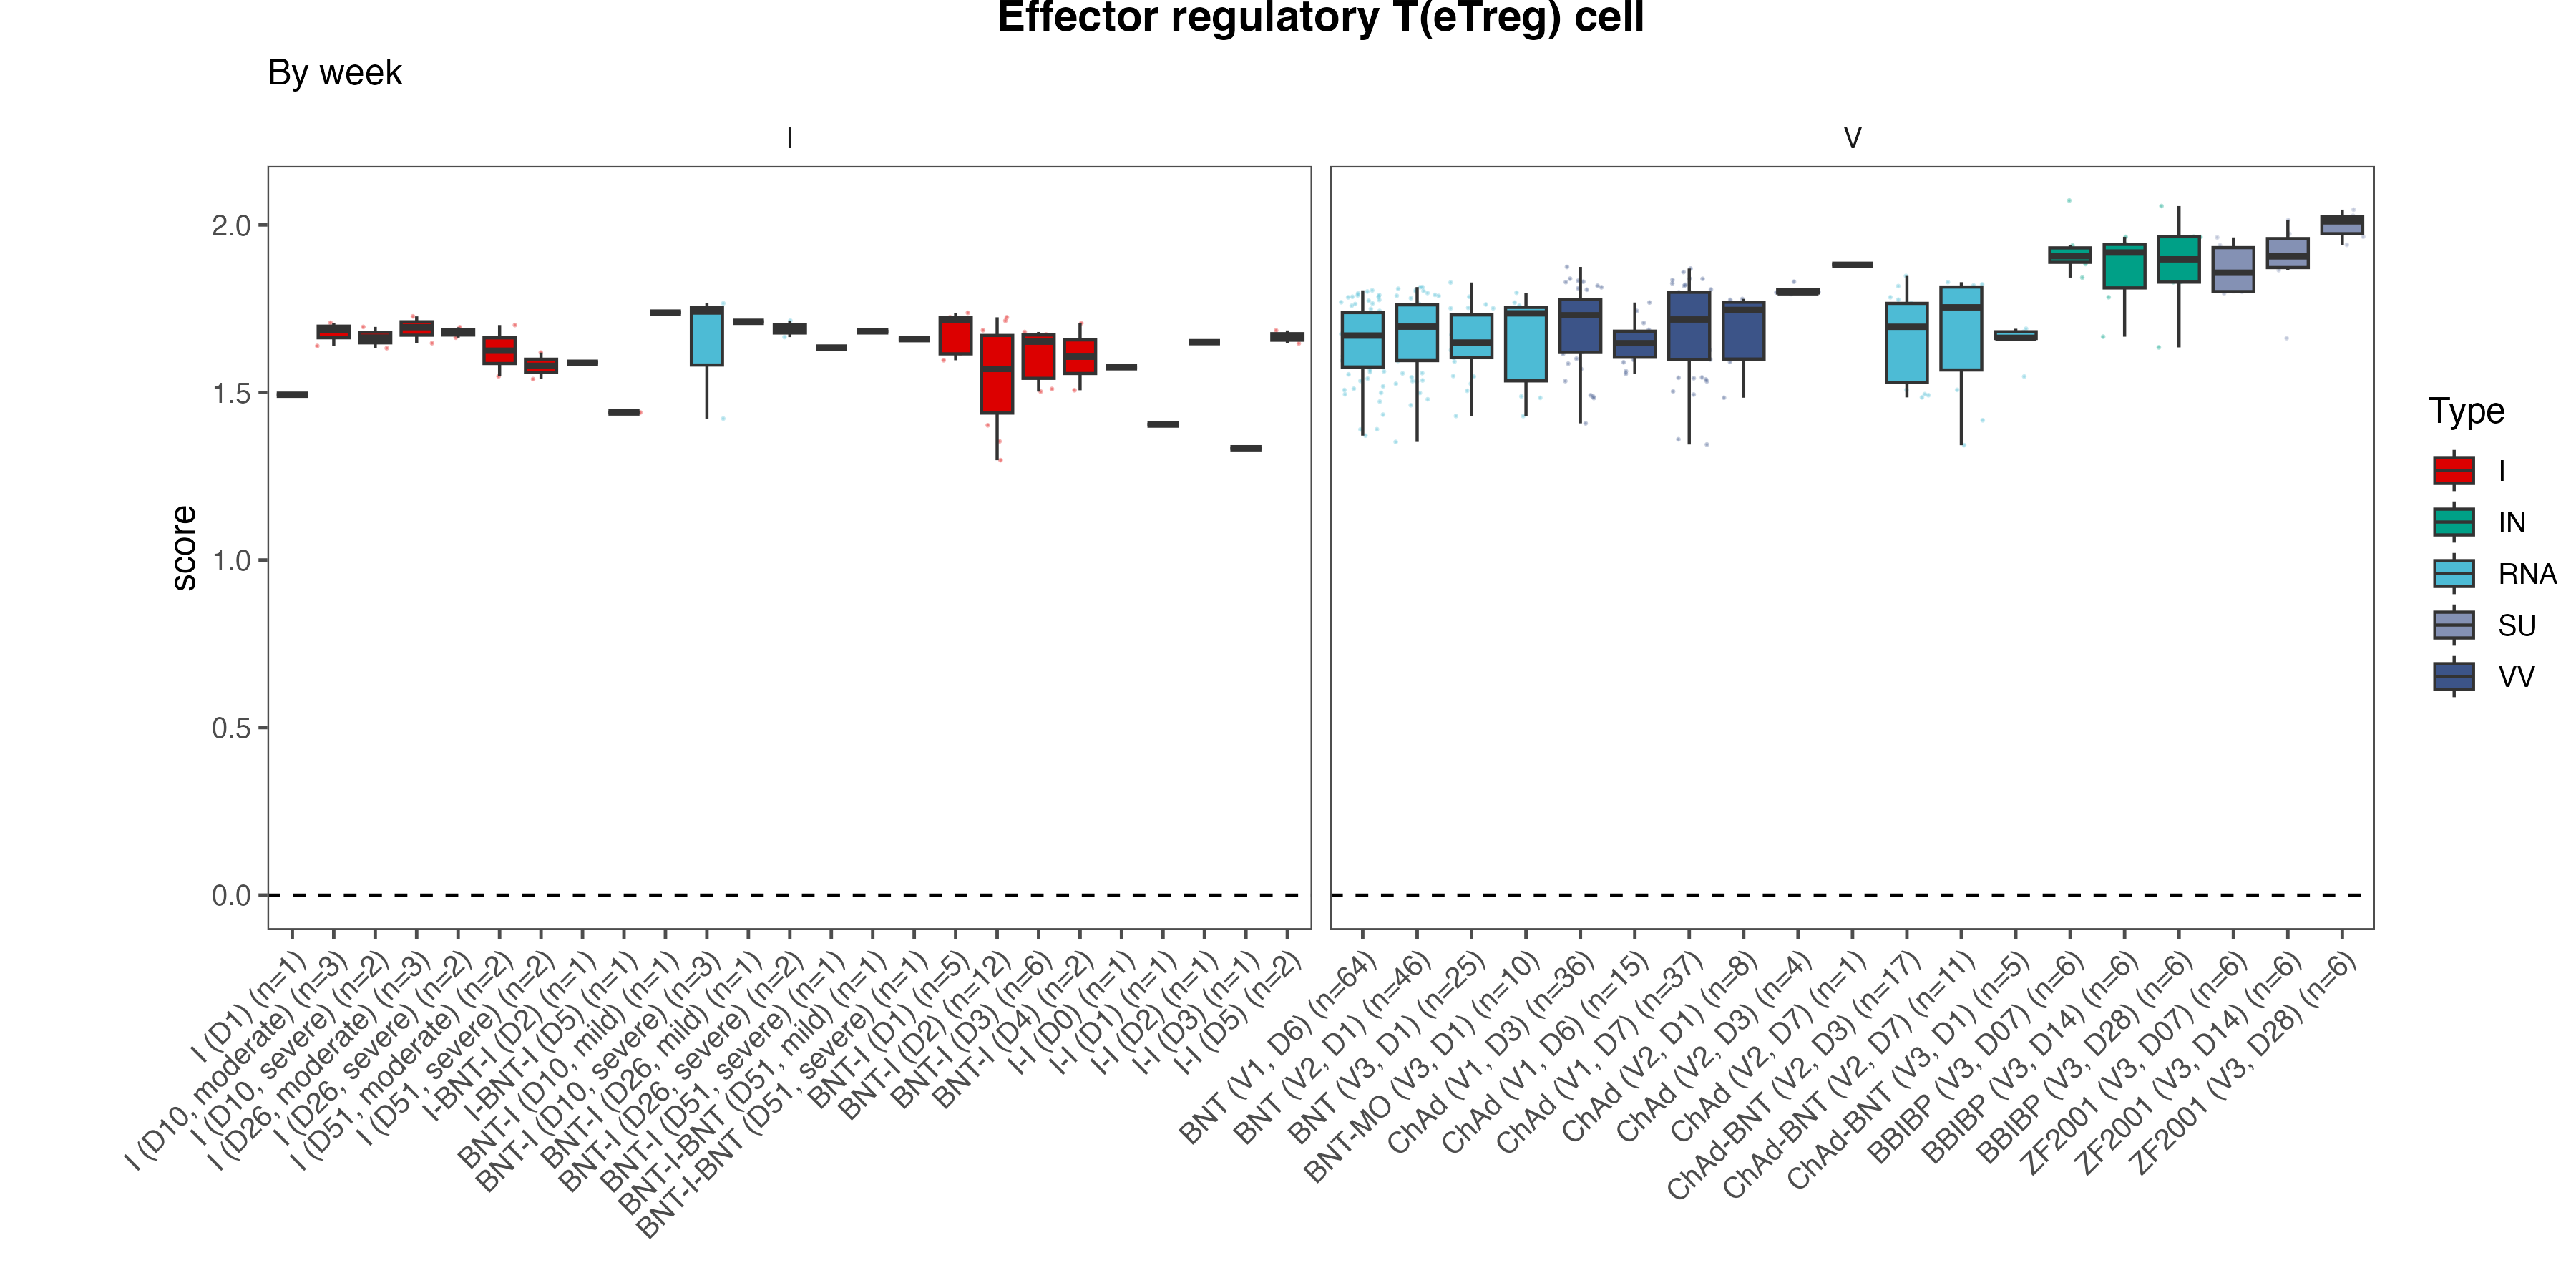 Effector regulatory T(eTreg) cell
By week
I
V
score
2.0
1.5
1.0
0.5
0.0
I (D1) (n=1)
I (D10, moderate) (n=3)
I (D10, severe) (n=2)
I (D26, moderate) (n=3)
I (D26, severe) (n=2)
I (D51, moderate) (n=2)
I (D51, severe) (n=2)
I-BNT-I (D2) (n=1)
I-BNT-I (D5) (n=1)
BNT-I (D10, mild) (n=1)
BNT-I (D10, severe) (n=3)
BNT-I (D26, mild) (n=1)
BNT-I (D26, severe) (n=2)
BNT-I (D51, severe) (n=1)
BNT-I-BNT (D51, mild) (n=1)
BNT-I-BNT (D51, severe) (n=1)
BNT-I (D1) (n=5)
BNT-I (D2) (n=12)
BNT-I (D3) (n=6)
BNT-I (D4) (n=2)
I-I (D0) (n=1)
I-I (D1) (n=1)
I-I (D2) (n=1)
I-I (D3) (n=1)
I-I (D5) (n=2)
BNT (V1, D6) (n=64)
BNT (V2, D1) (n=46)
BNT (V3, D1) (n=25)
BNT-MO (V3, D1) (n=10)
ChAd (V1, D3) (n=36)
ChAd (V1, D6) (n=15)
ChAd (V1, D7) (n=37)
ChAd (V2, D1) (n=8)
ChAd (V2, D3) (n=4)
ChAd (V2, D7) (n=1)
ChAd-BNT (V2, D3) (n=17)
ChAd-BNT (V2, D7) (n=11)
ChAd-BNT (V3, D1) (n=5)
BBIBP (V3, D07) (n=6)
BBIBP (V3, D14) (n=6)
BBIBP (V3, D28) (n=6)
ZF2001 (V3, D07) (n=6)
ZF2001 (V3, D14) (n=6)
ZF2001 (V3, D28) (n=6)
Type
I
IN
RNA
SU
VV